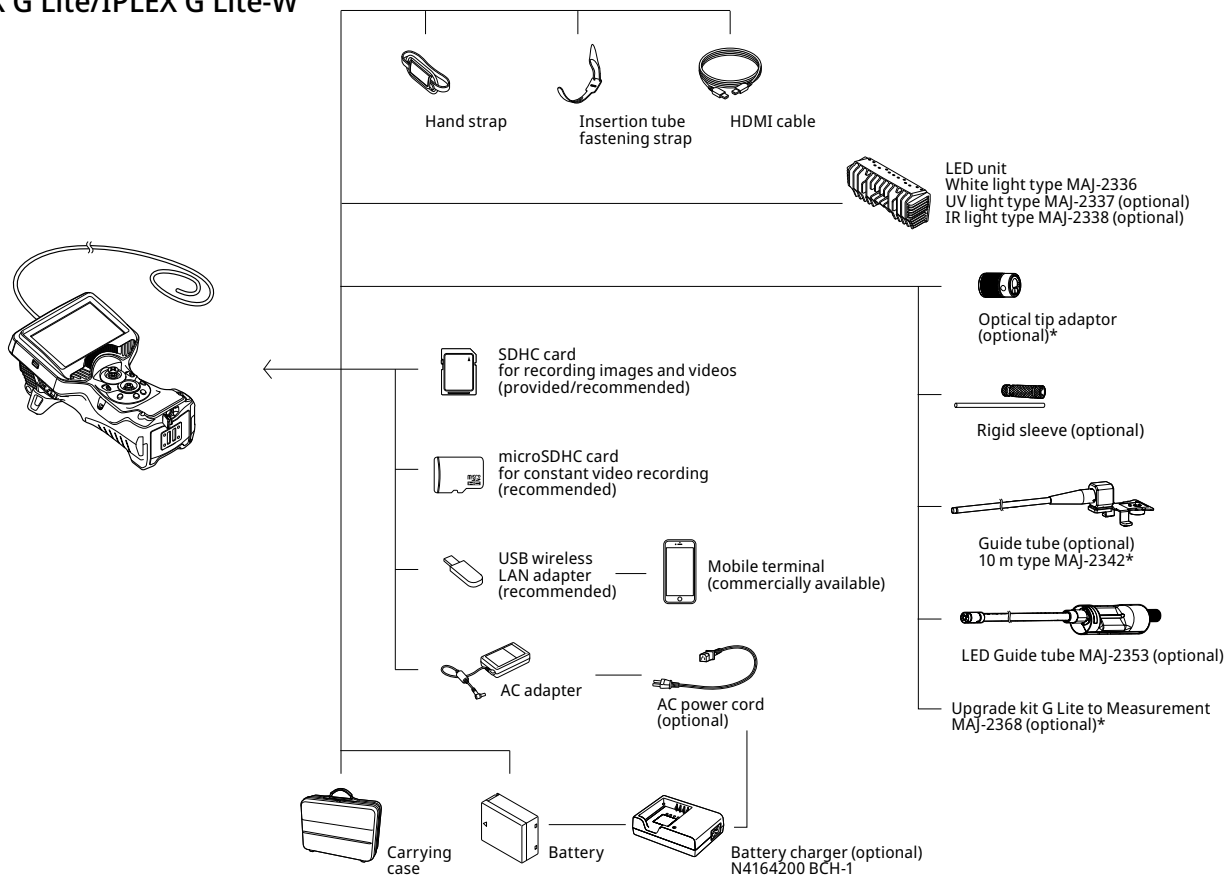 X G Lite/IPLEX G Lite-W
Hand strap
Insertion tube
fastening strap
HDMI cable
LED unit
White light type MAJ-2336
UV light type MAJ-2337 (optional)
IR light type MAJ-2338 (optional)
Optical tip adaptor
(optional)*
SDHC card
for recording images and videos
(provided/recommended)
Rigid sleeve (optional)
microSDHC card
for constant video recording
(recommended)
Guide tube (optional)
10 m type MAJ-2342*
USB wireless
LAN adapter
(recommended)
Mobile terminal
(commercially available)
LED Guide tube MAJ-2353 (optional)
AC adapter
AC power cord
(optional)
Upgrade kit G Lite to Measurement
MAJ-2368 (optional)*
Carrying
case
Battery
Battery charger (optional)
N4164200 BCH-1